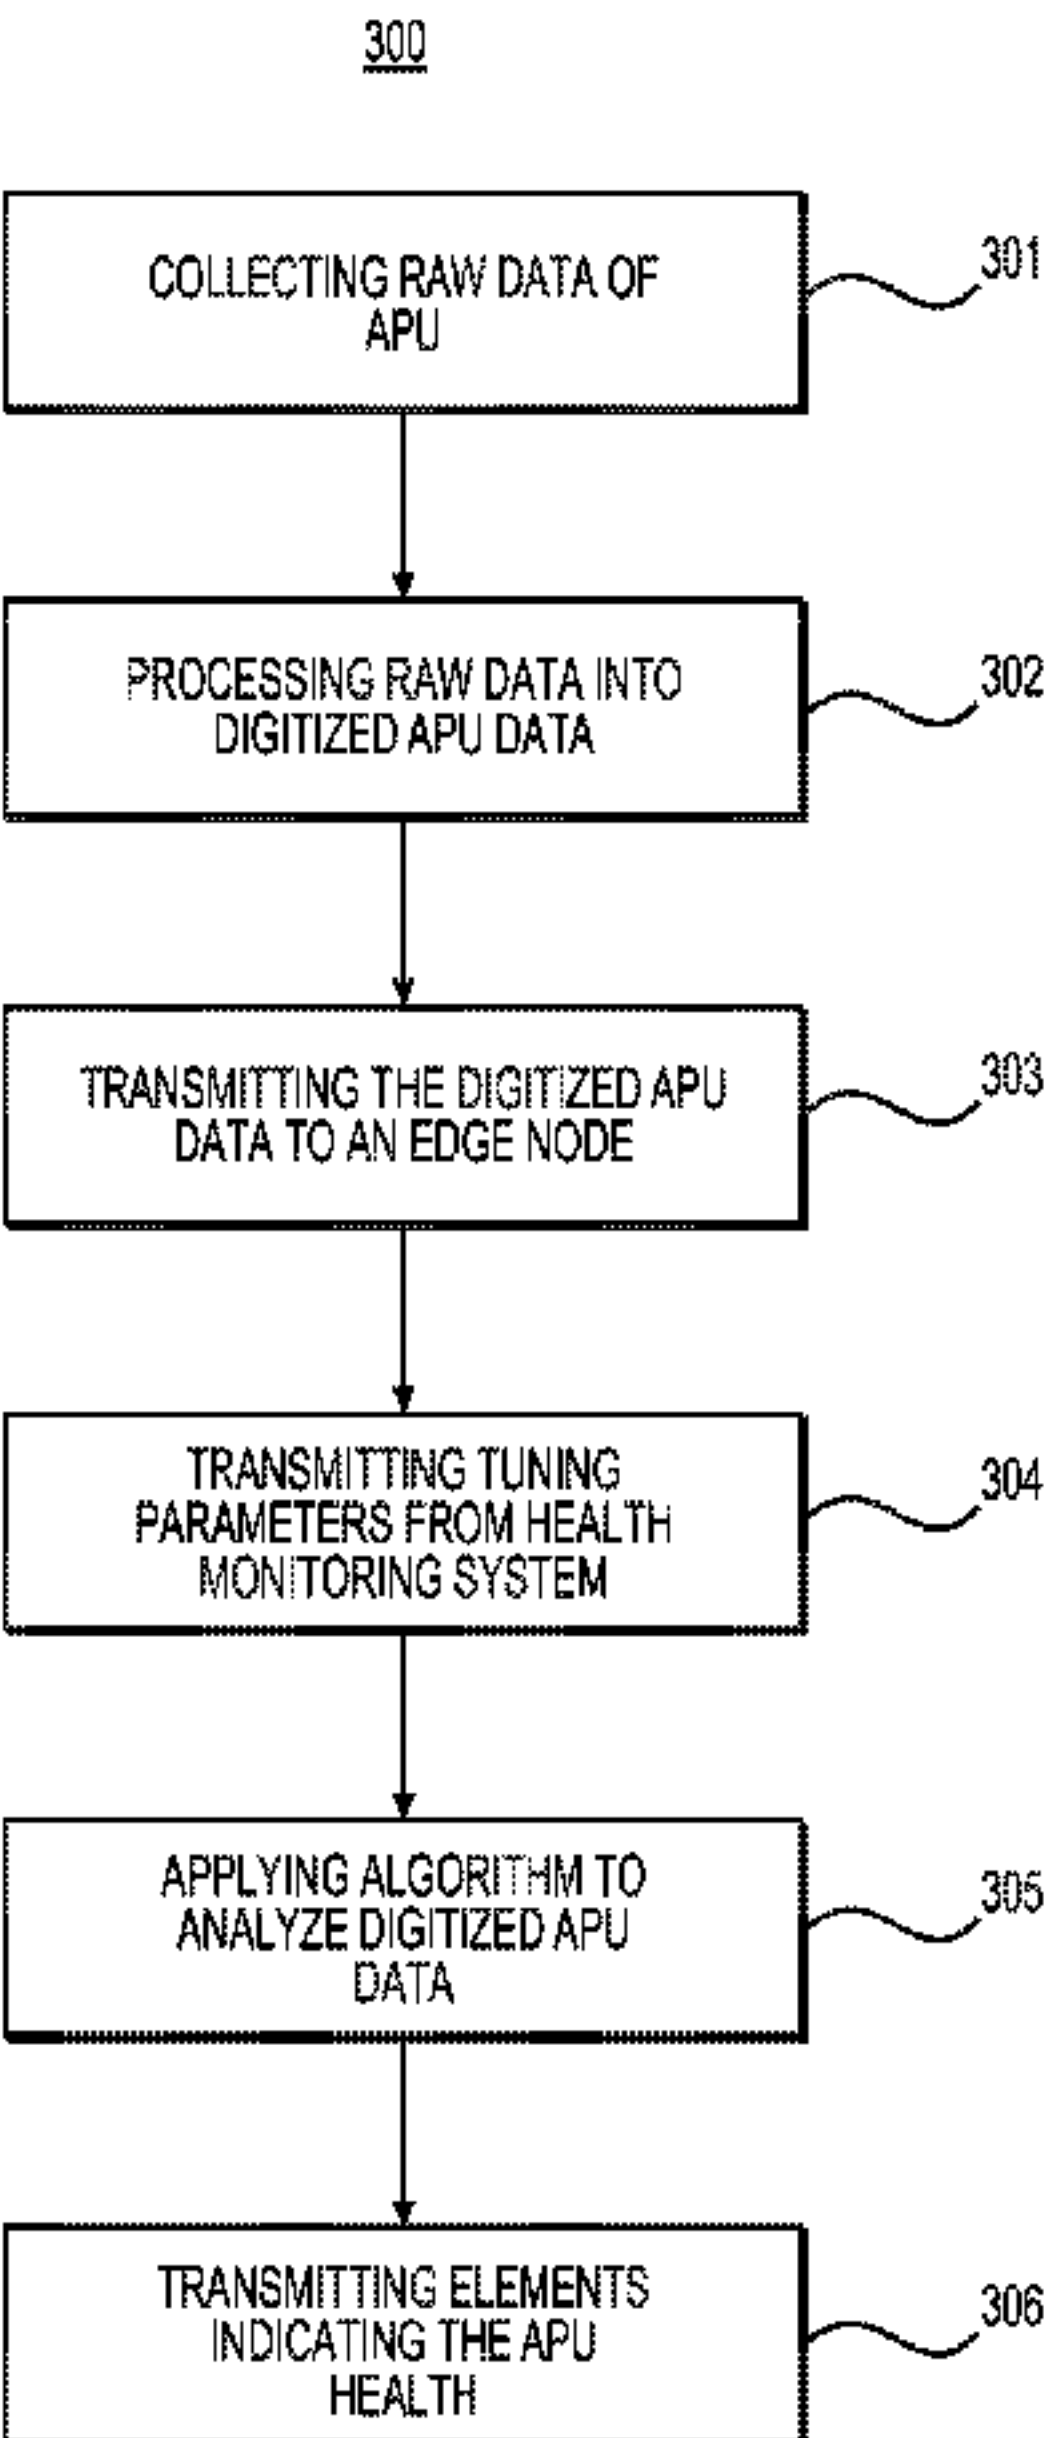 300
COLLECTING RAW DATA OF
APU
301
PROCESSING RAW DATA INTO
DIGITIZED APU DATA
302
TRANSMITTING THE DIGITIZED APU
DATA TO AN EDGE NODE
303
TRANSMITTING TUNING
PARAMETERS FROM HEALTH
MONITORING SYSTEM
304
APPLYING ALGORITHM TO
ANALYZE DIGITIZED APU
DATA
305
TRANSMITTING ELEMENTS
INDICATING THE APU
HEALTH
306